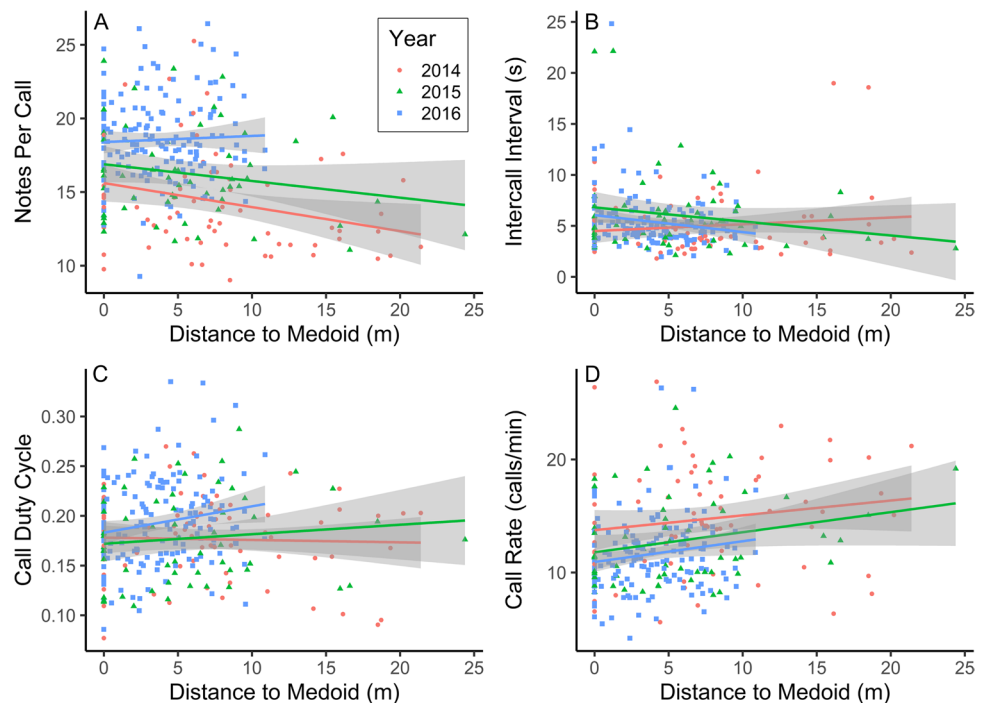 A
Notes Per Call
25
20
15
10
0 5 10 15 20 25
Distance to Medoid (m)
Year
2014
2015
2016
B
Intercall Interval (s)
25
20
15
10
5
0
0 5 10 15 20 25
Distance to Medoid (m)
C
Call Duty Cycle
0.30
0.25
0.20
0.15
0.10
0 5 10 15 20 25
Distance to Medoid (m)
D
Call Rate (calls/min)
20
10
0 5 10 15 20 25
Distance to Medoid (m)